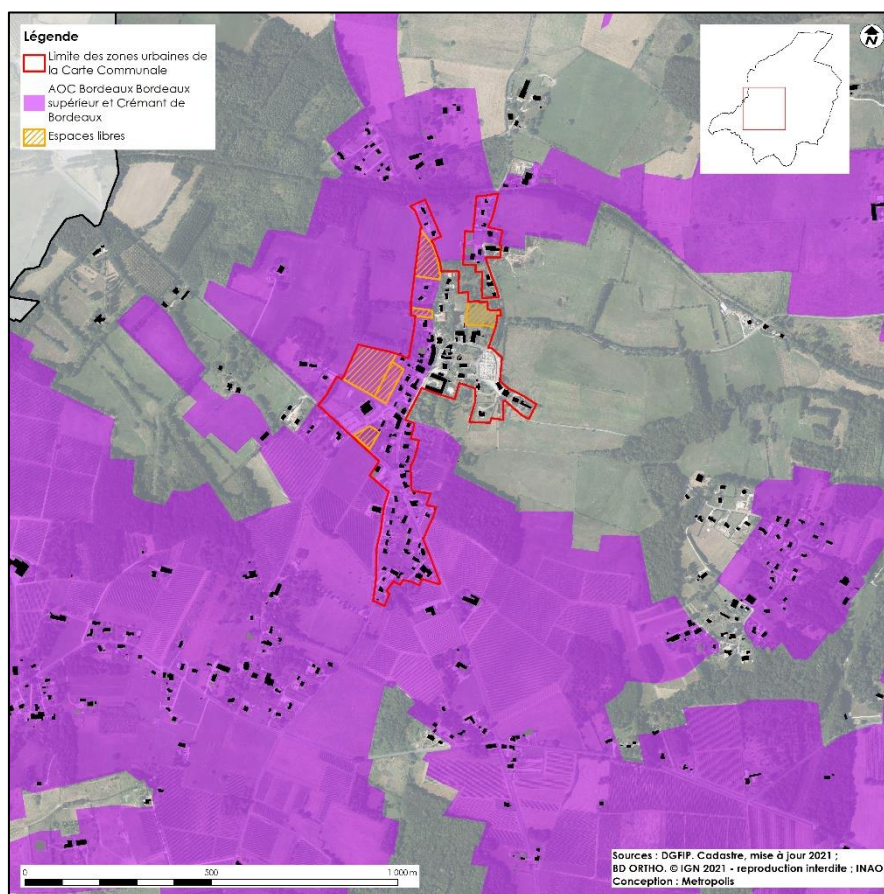 Légende
Limite des zones urbaines de
la Carte Communale
AOC Bordeaux Bordeaux
supérieur et Crémant de
Bordeaux
Espaces libres
N
0 500 1 000 m
Sources : DGFIP. Cadastre, mise à jour 2021 ;
BD ORTHO. © IGN 2021 - reproduction interdite ; INAO
Conception : Metropolis